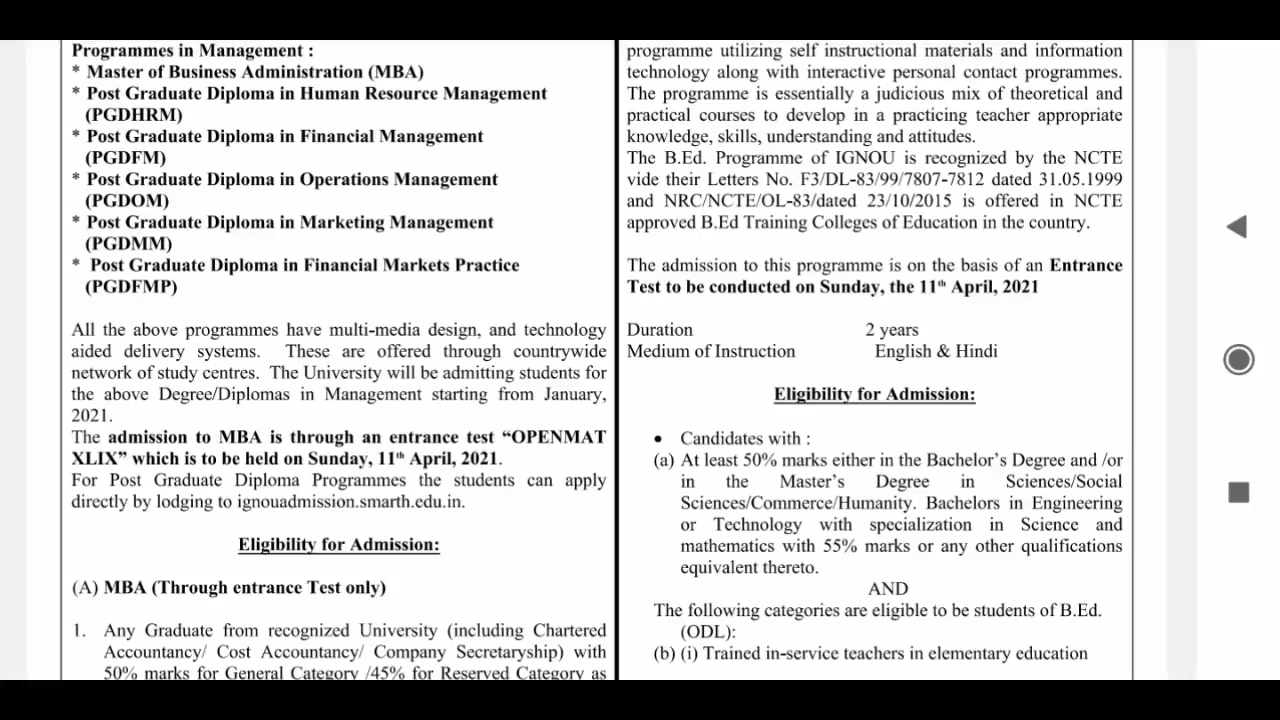 Programmes in Management :
* Master of Business Administration (MBA)
* Post Graduate Diploma in Human Resource Management
(PGDHRM)
* Post Graduate Diploma in Financial Management
(PGDFM)
* Post Graduate Diploma in Operations Management
(PGDOM)
* Post Graduate Diploma in Marketing Management
(PGDMM)
* Post Graduate Diploma in Financial Markets Practice
(PGDFMP)
All the above programmes have multi-media design, and technology
aided delivery systems. These are offered through countrywide
network of study centres. The University will be admitting students for
the above Degree/Diplomas in Management starting from January,
2021.
The admission to MBA is through an entrance test “OPENMAT
XLIX” which is to be held on Sunday, 11th April, 2021.
For Post Graduate Diploma Programmes the students can apply
directly by lodging to ignouadmission.smarth.edu.in.
Eligibility for Admission:
(A) MBA (Through entrance Test only)
1. Any Graduate from recognized University (including Chartered
Accountancy/ Cost Accountancy/ Company Secretaryship) with
50% marks for General Category /45% for Reserved Category as
programme utilizing self instructional materials and information
technology along with interactive personal contact programmes.
The programme is essentially a judicious mix of theoretical and
practical courses to develop in a practicing teacher appropriate
knowledge, skills, understanding and attitudes.
The B.Ed. Programme of IGNOU is recognized by the NCTE
vide their Letters No. F3/DL-83/99/7807-7812 dated 31.05.1999
and NRC/NCTE/OL-83/dated 23/10/2015 is offered in NCTE
approved B.Ed Training Colleges of Education in the country.
The admission to this programme is on the basis of an Entrance
Test to be conducted on Sunday, the 11th April, 2021
Duration 2 years
Medium of Instruction English & Hindi
Eligibility for Admission:
• Candidates with :
(a) At least 50% marks either in the Bachelor’s Degree and /or
in the Master’s Degree in Sciences/Social
Sciences/Commerce/Humanity. Bachelors in Engineering
or Technology with specialization in Science and
mathematics with 55% marks or any other qualifications
equivalent thereto.
AND
The following categories are eligible to be students of B.Ed.
(ODL):
(b) (i) Trained in-service teachers in elementary education